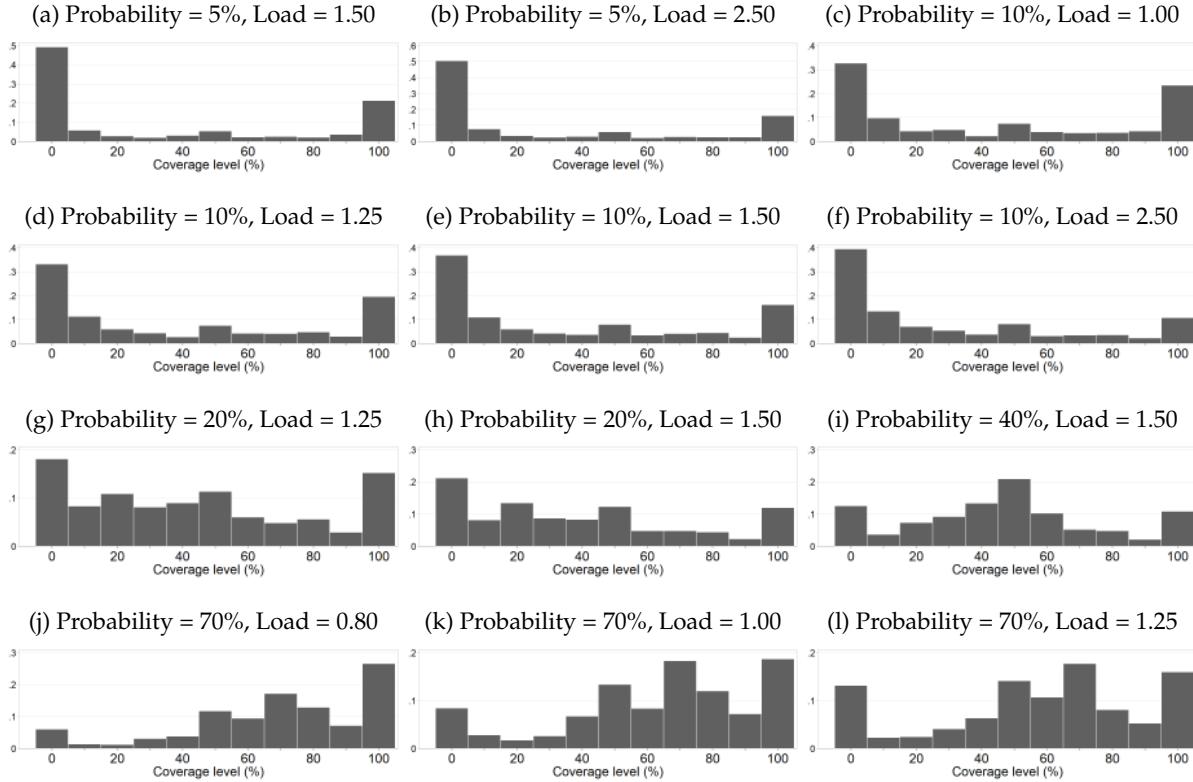 (a) Probability = 5%, Load = 1.50
(b) Probability = 5%, Load = 2.50
(c) Probability = 10%, Load = 1.00
.5
.4
.3
.2
.1
0
0 20 40 60 80 100
Coverage level (%)
.6
.5
.4
.3
.2
.1
0
0 20 40 60 80 100
Coverage level (%)
.4
.3
.2
.1
0
0 20 40 60 80 100
Coverage level (%)
(d) Probability = 10%, Load = 1.25
(e) Probability = 10%, Load = 1.50
(f) Probability = 10%, Load = 2.50
.4
.3
.2
.1
0
0 20 40 60 80 100
Coverage level (%)
.4
.3
.2
.1
0
0 20 40 60 80 100
Coverage level (%)
.4
.3
.2
.1
0
0 20 40 60 80 100
Coverage level (%)
(g) Probability = 20%, Load = 1.25
(h) Probability = 20%, Load = 1.50
(i) Probability = 40%, Load = 1.50
.2
.1
0
0 20 40 60 80 100
Coverage level (%)
.3
.2
.1
0
0 20 40 60 80 100
Coverage level (%)
.3
.2
.1
0
0 20 40 60 80 100
Coverage level (%)
(j) Probability = 70%, Load = 0.80
(k) Probability = 70%, Load = 1.00
(l) Probability = 70%, Load = 1.25
.3
.2
.1
0
0 20 40 60 80 100
Coverage level (%)
.2
.1
0
0 20 40 60 80 100
Coverage level (%)
.2
.1
0
0 20 40 60 80 100
Coverage level (%)